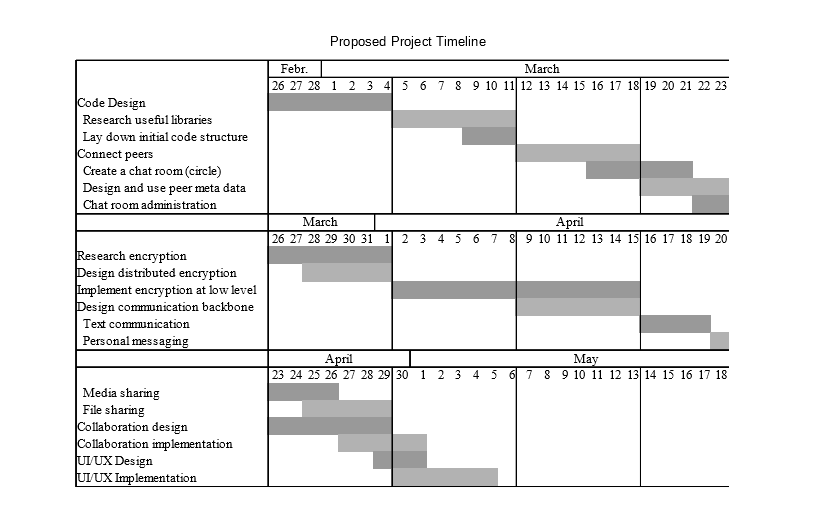 Proposed Project Timeline
Febr. March
26 27 28 1 2 3 4 5 6 7 8 9 10 11 12 13 14 15 16 17 18 19 20 21 22 23
Code Design
Research useful libraries
Lay down initial code structure
Connect peers
Create a chat room (circle)
Design and use peer meta data
Chat room administration
March April
26 27 28 29 30 31 1 2 3 4 5 6 7 8 9 10 11 12 13 14 15 16 17 18 19 20
Research encryption
Design distributed encryption
Implement encryption at low level
Design communication backbone
Text communication
Personal messaging
April May
23 24 25 26 27 28 29 30 1 2 3 4 5 6 7 8 9 10 11 12 13 14 15 16 17 18
Media sharing
File sharing
Collaboration design
Collaboration implementation
UI/UX Design
UI/UX Implementation